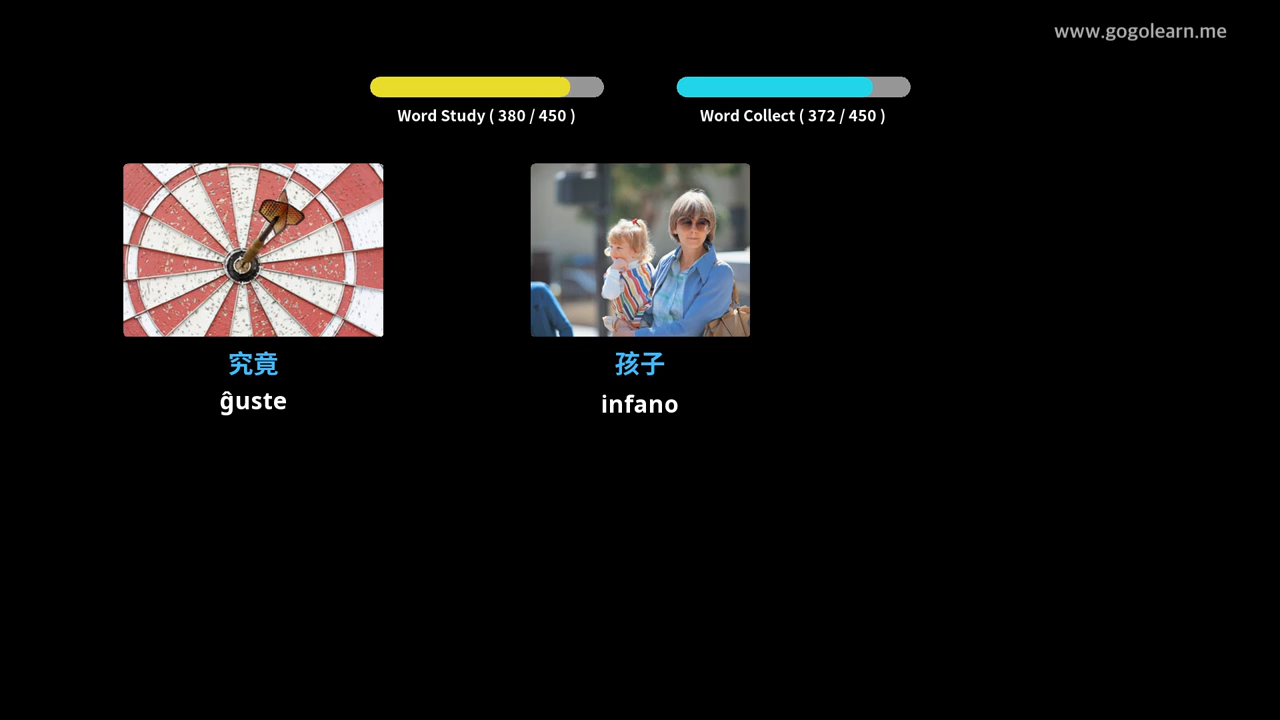 www.gogolearn.me
Word Study ( 380 / 450 )
Word Collect ( 372 / 450 )
究竟
ĝuste
孩子
infano